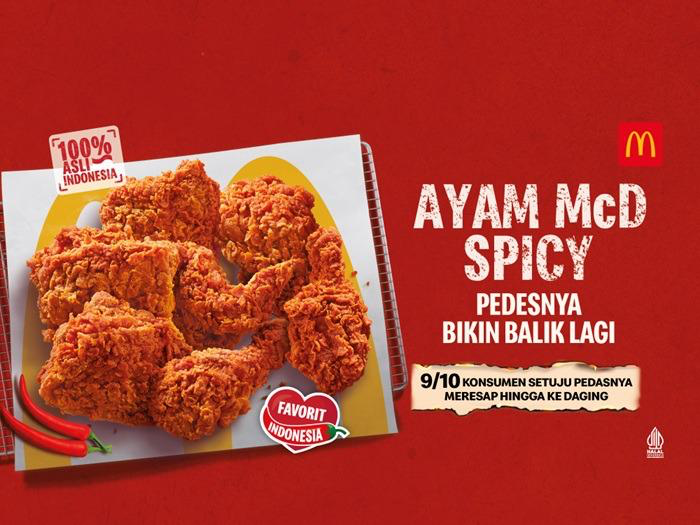 100%
ASLI
INDONESIA
AYAM McD
SPICY
PEDESNYA
BIKIN BALIK LAGI
9/10 KONSUMEN SETUJU PEDASNYA
MERESAP HINGGA KE DAGING
FAVORIT
INDONESIA
HALAL